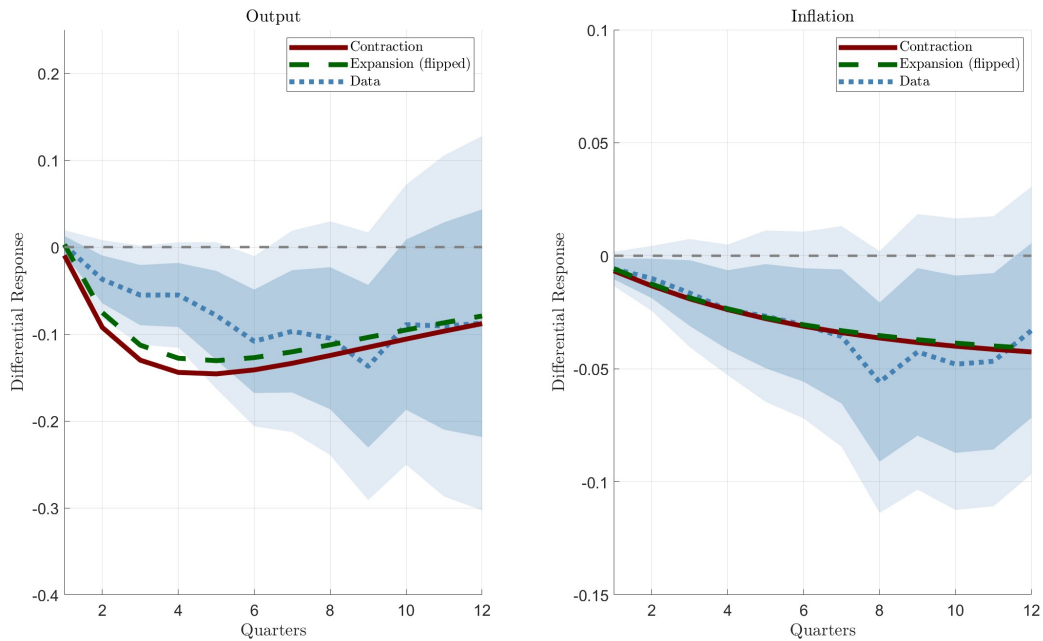 Output
Contraction
Expansion (flipped)
Data
0.2
0.1
0
-0.1
-0.2
-0.3
-0.4
Differential Response
2
4
6
8
10
12
Quarters
Inflation
Contraction
Expansion (flipped)
Data
0.1
0.05
0
-0.05
-0.1
-0.15
Differential Response
2
4
6
8
10
12
Quarters